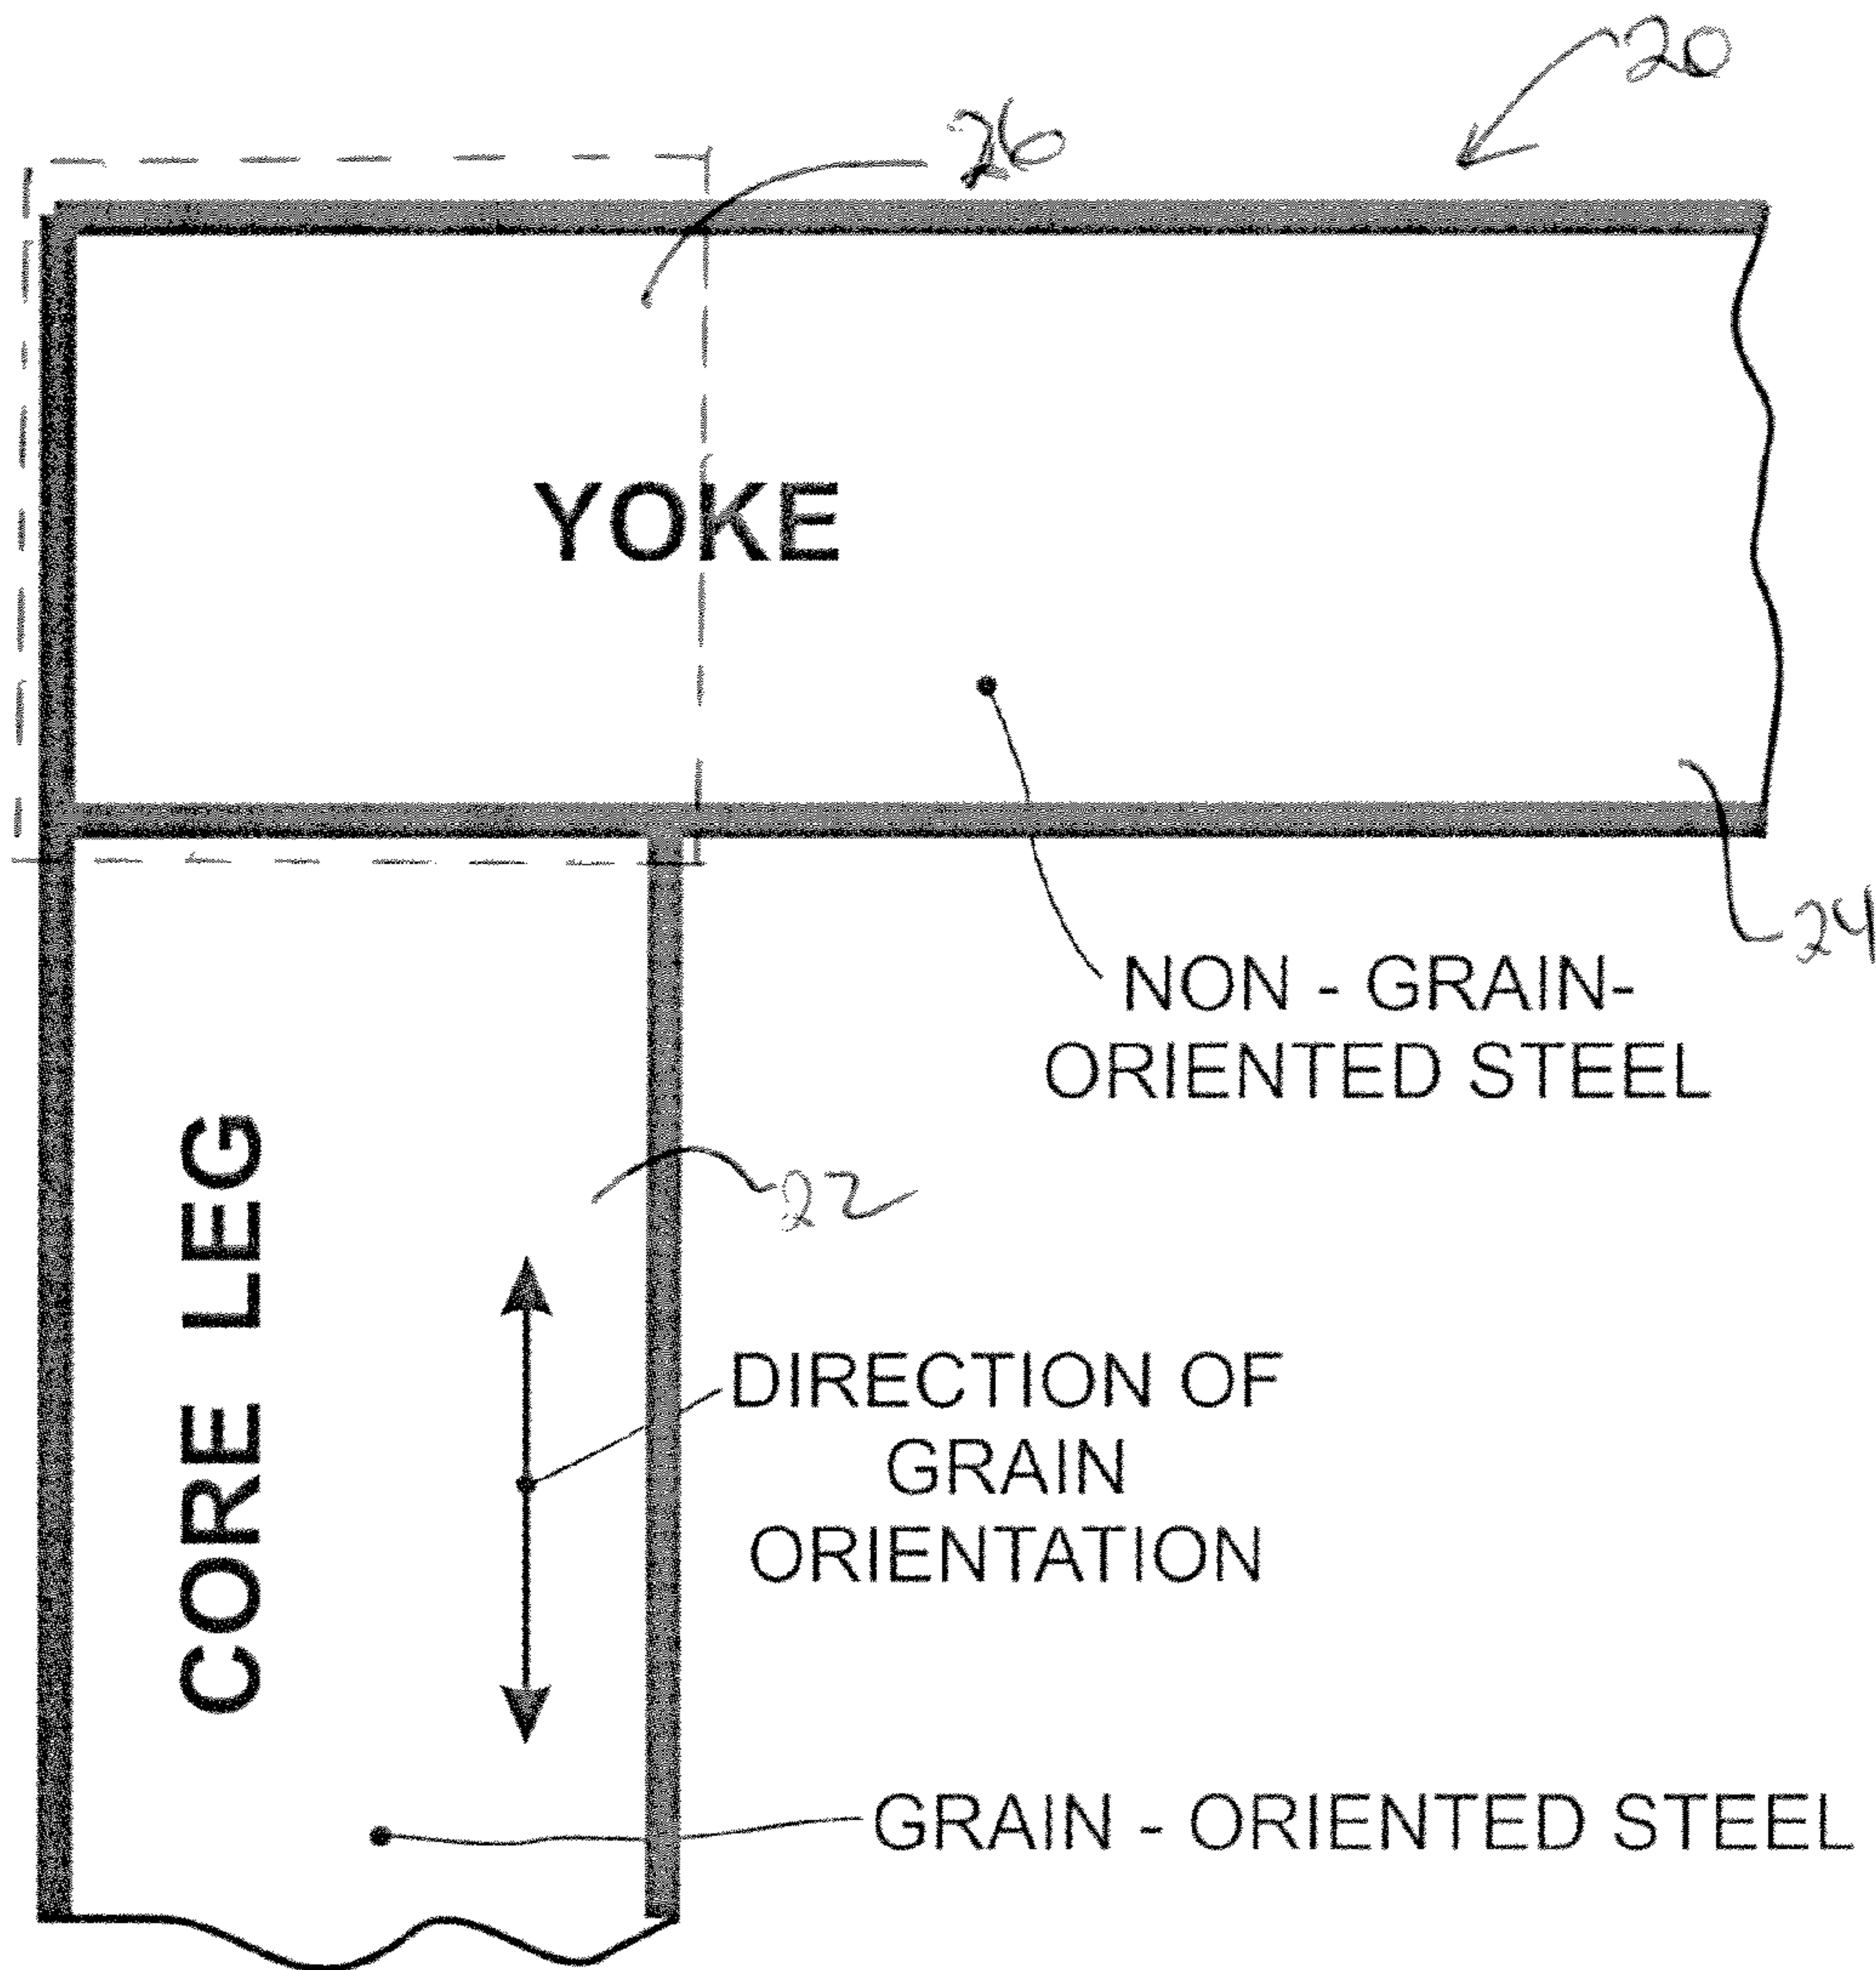 20
26
YOKE
24
NON - GRAIN-
ORIENTED STEEL
22
CORE LEG
DIRECTION OF
GRAIN
ORIENTATION
GRAIN - ORIENTED STEEL